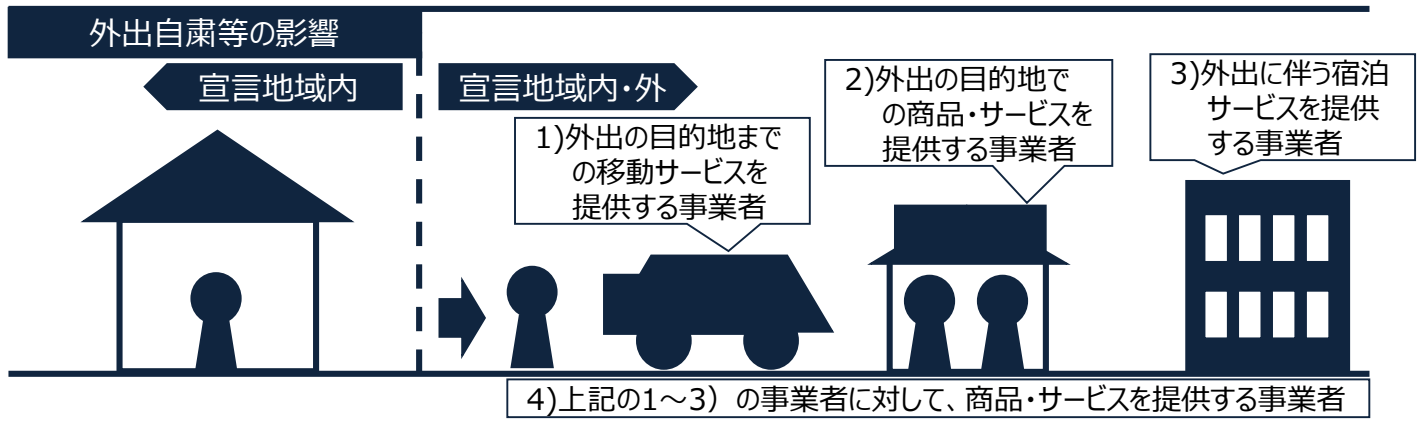 外出自粛等の影響
宣言地域内
宣言地域内・外
1)外出の目的地まで
の移動サービスを
提供する事業者
2)外出の目的地で
の商品・サービスを
提供する事業者
3)外出に伴う宿泊
サービスを提供
する事業者
4)上記の1～3）の事業者に対して、商品・サービスを提供する事業者